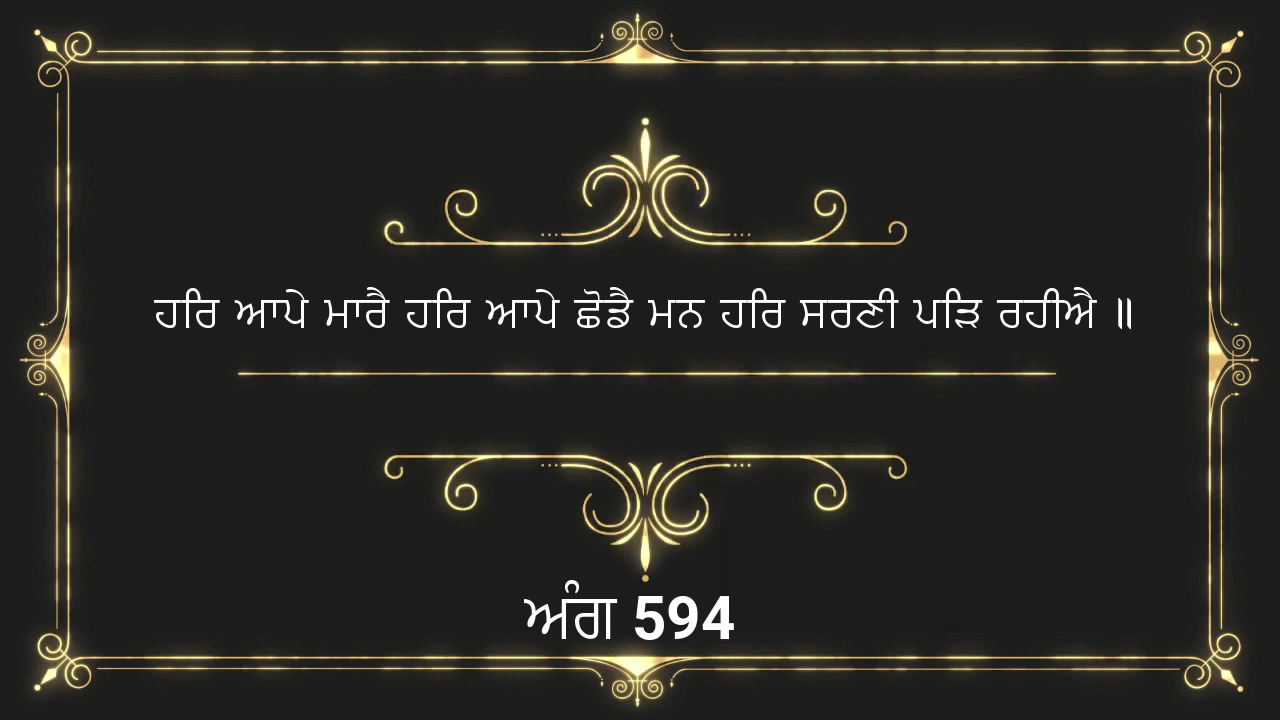 ਹਰਿ ਆਪੇ ਮਾਰੈ ਹਰਿ ਆਪੇ ਛੋਡੈ ਮਨ ਹਰਿ ਸਰਣੀ ਪੜਿ ਰਹੀਐ ॥
ਅੰਗ 594